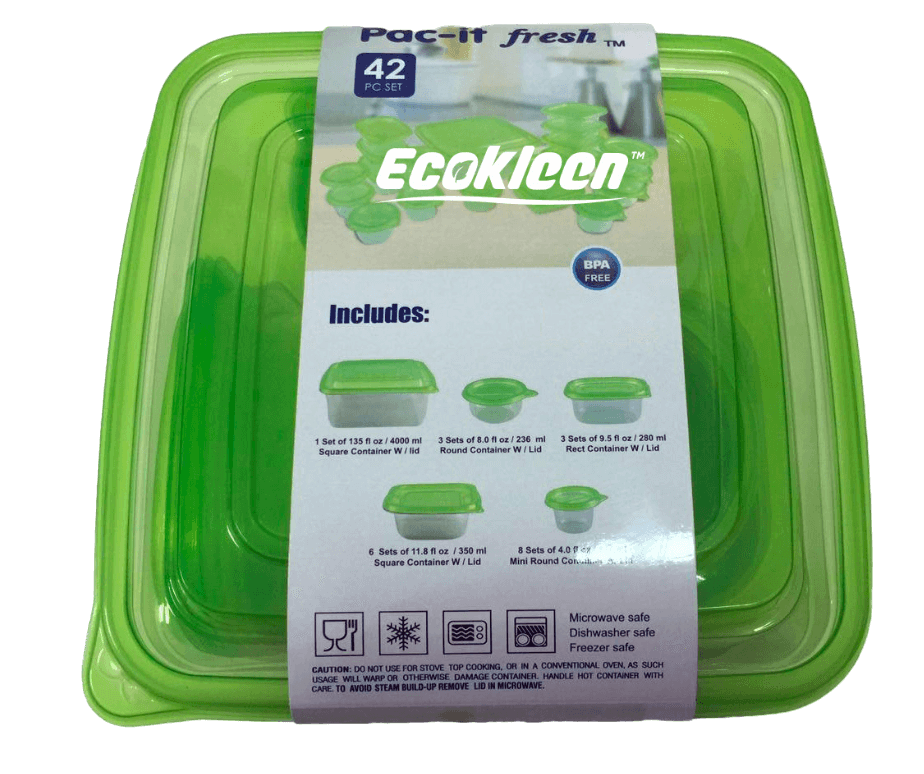 Pac-it fresh TM
42
PC SET
EcoKleen TM
BPA
FREE
Includes:
1 Set of 135 fl oz / 4000 ml
Square Container W / lid
3 Sets of 8.0 fl oz / 236 ml
Round Container W / Lid
3 Sets of 9.5 fl oz / 280 ml
Rect Container W / Lid
6 Sets of 11.8 fl oz / 350 ml
Square Container W / Lid
8 Sets of 4.0 fl oz
Mini Round
Microwave safe
Dishwasher safe
Freezer safe
CAUTION: DO NOT USE FOR STOVE TOP COOKING, OR IN A CONVENTIONAL OVEN, AS SUCH
USAGE WILL WARP OR OTHERWISE DAMAGE CONTAINER. HANDLE HOT CONTAINER WITH
CARE. TO AVOID STEAM BUILD-UP REMOVE LID IN MICROWAVE.